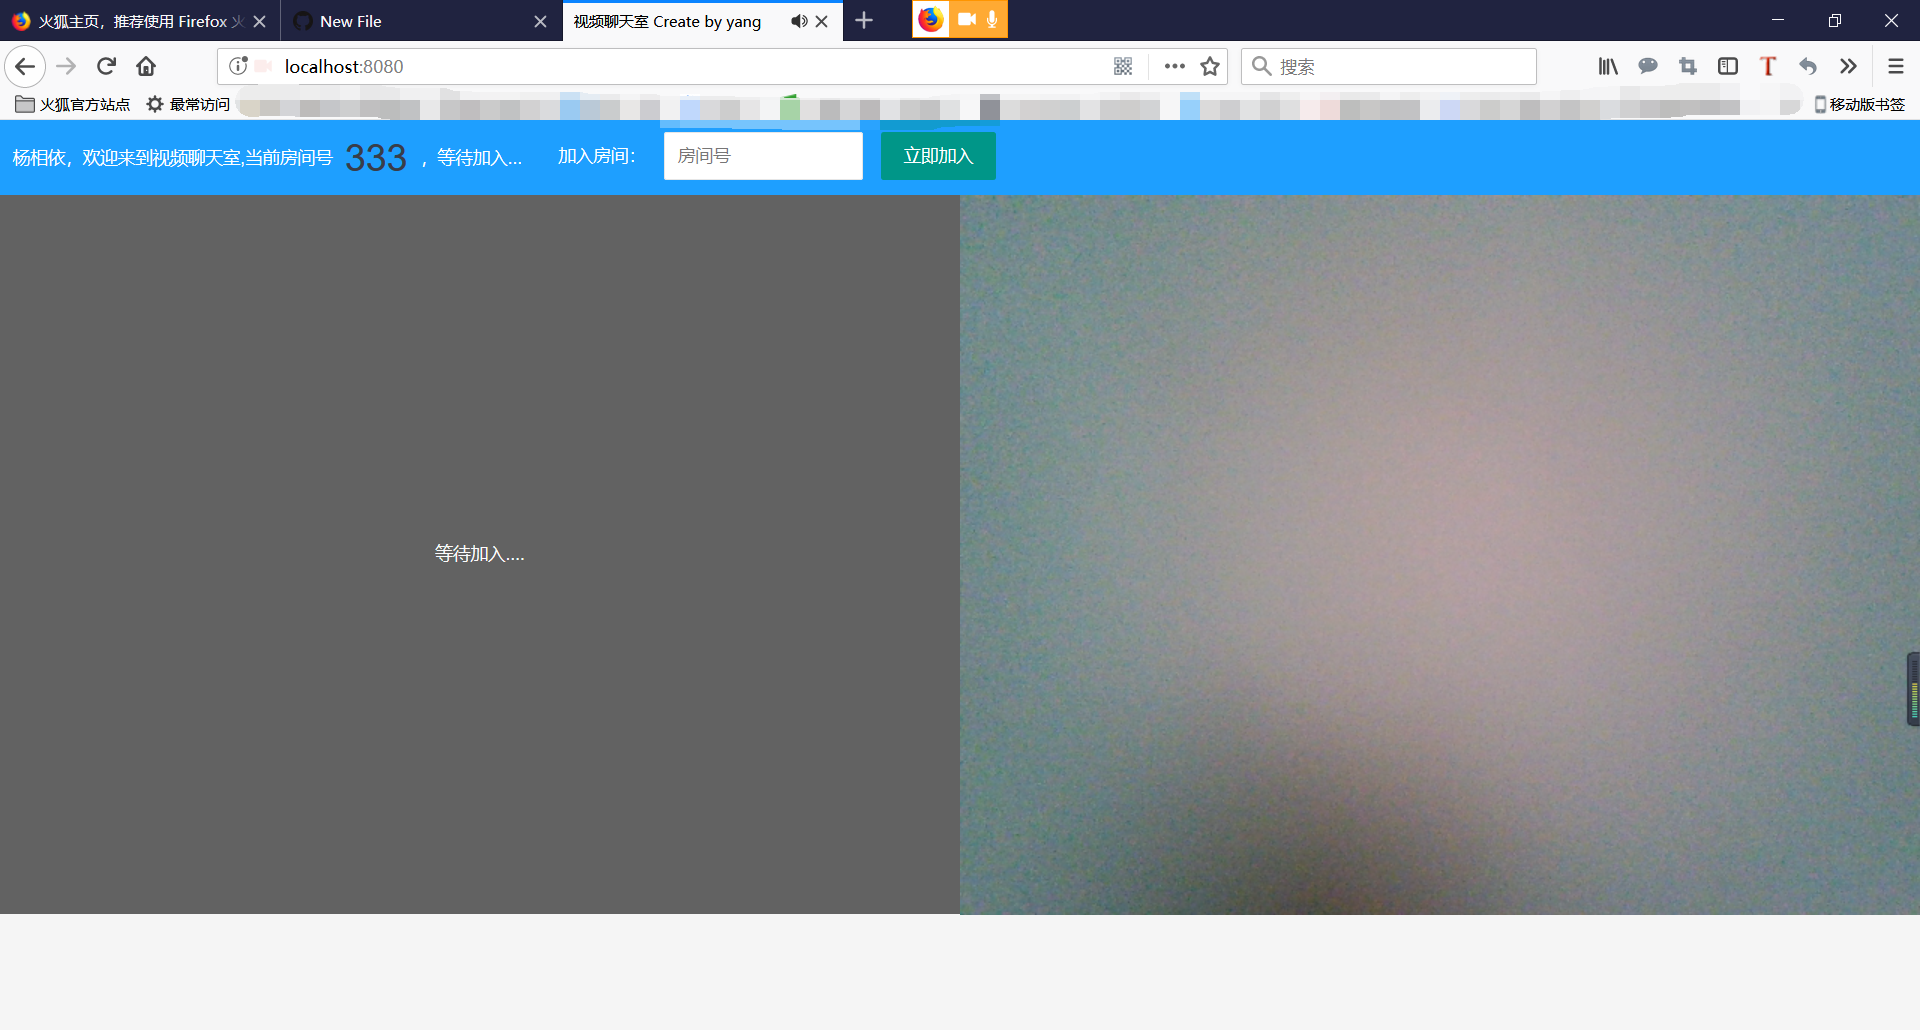 火狐主页，推荐使用 Firefox 火
New File
视频聊天室 Create by yang
localhost:8080
搜索
火狐官方站点
最常访问
移动版书签
杨相依，欢迎来到视频聊天室,当前房间号 333 ，等待加入...
加入房间：
房间号
立即加入
等待加入....